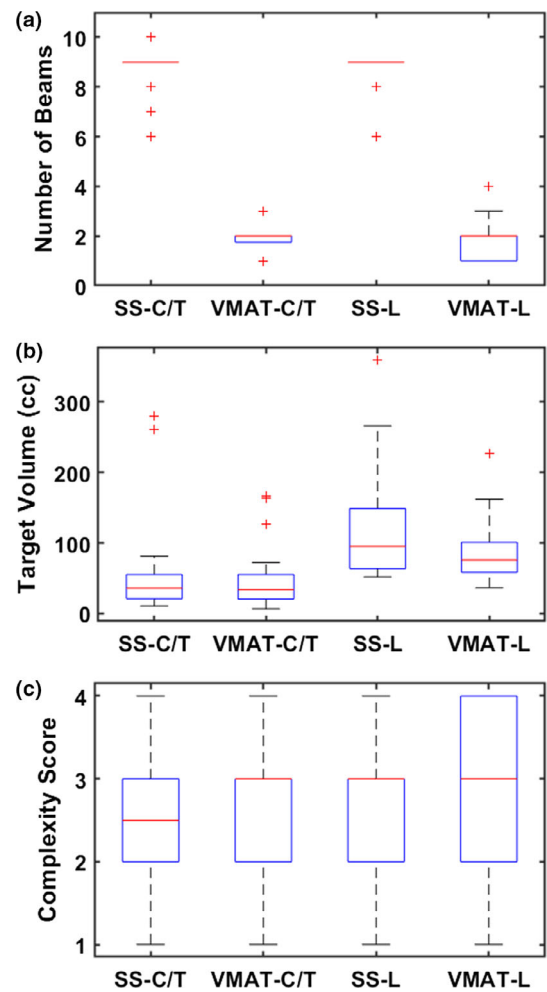 (a)
Number of Beams
10
8
6
4
2
0
SS-C/T VMAT-C/T SS-L VMAT-L
(b)
Target Volume (cc)
300
200
100
0
SS-C/T VMAT-C/T SS-L VMAT-L
(c)
Complexity Score
4
3
2
1
SS-C/T VMAT-C/T SS-L VMAT-L